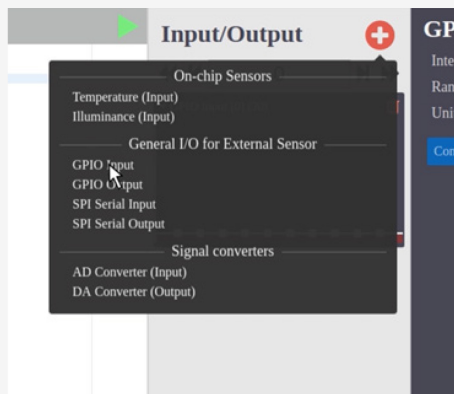 Input/Output
GP
Inte
Ran
Uni
Con
On-chip Sensors
Temperature (Input)
Illuminance (Input)
General I/O for External Sensor
GPIO Input
GPIO Output
SPI Serial Input
SPI Serial Output
Signal converters
AD Converter (Input)
DA Converter (Output)